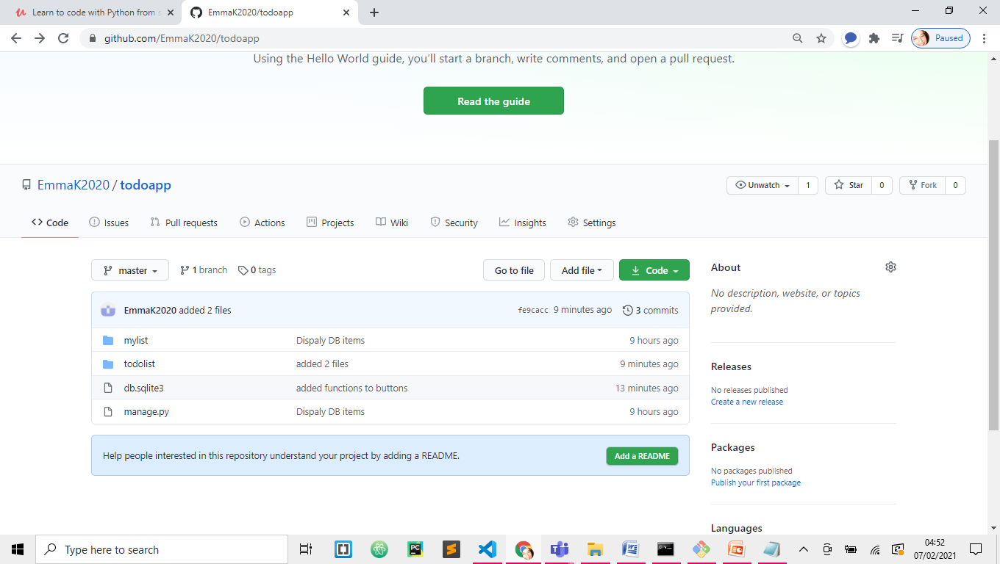 Learn to code with Python from s
EmmaK2020/todoapp
github.com/EmmaK2020/todoapp
Paused
Using the Hello World guide, you’ll start a branch, write comments, and open a pull request.
Read the guide
EmmaK2020 / todoapp
Unwatch 1
Star 0
Fork 0
Code
Issues
Pull requests
Actions
Projects
Wiki
Security
Insights
Settings
master
1 branch
0 tags
Go to file
Add file
Code
EmmaK2020 added 2 files
fe9cacc 9 minutes ago
3 commits
mylist Dispaly DB items 9 hours ago
todolist added 2 files 9 minutes ago
db.sqlite3 added functions to buttons 13 minutes ago
manage.py Dispaly DB items 9 hours ago
Help people interested in this repository understand your project by adding a README.
Add a README
About
No description, website, or topics
provided.
Releases
No releases published
Create a new release
Packages
No packages published
Publish your first package
Languages
Type here to search
04:52
07/02/2021